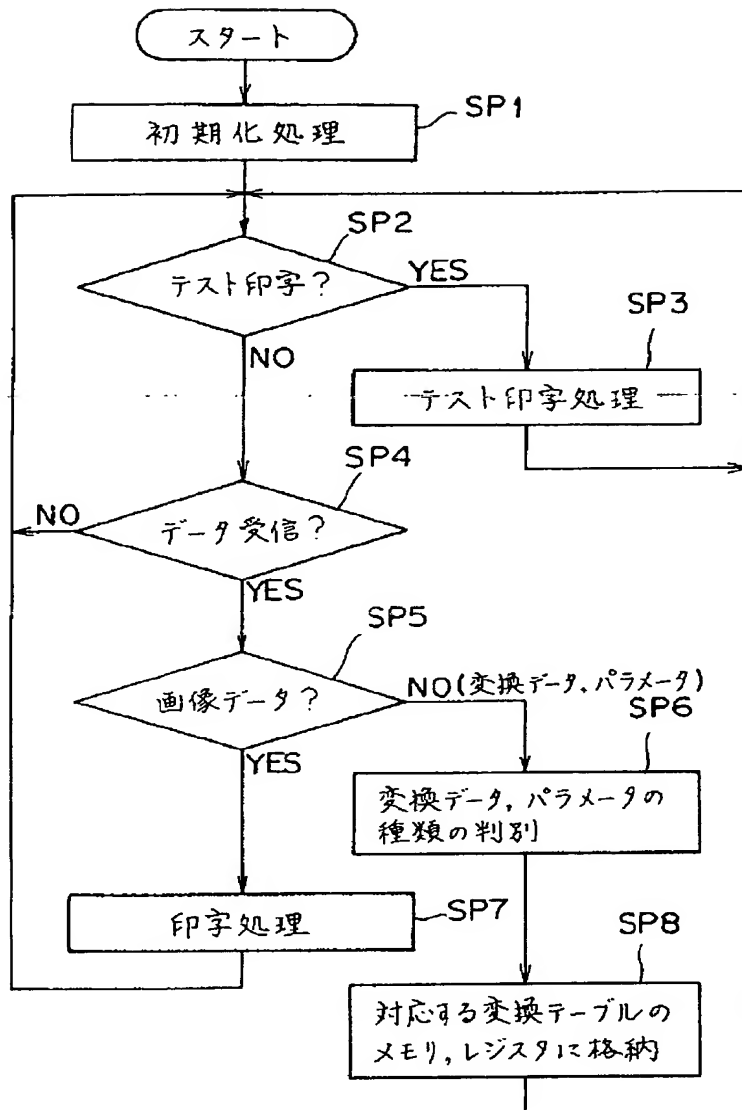 スタート
初期化処理
SP1
SP2
テスト印字?
YES
NO
SP3
テスト印字処理
SP4
データ受信?
NO
YES
SP5
画像データ?
NO(変換データ,パラメータ)
YES
SP6
変換データ,パラメータの
種類の判別
印字処理
SP7
SP8
対応する変換テーブルの
メモリ,レジスタに格納